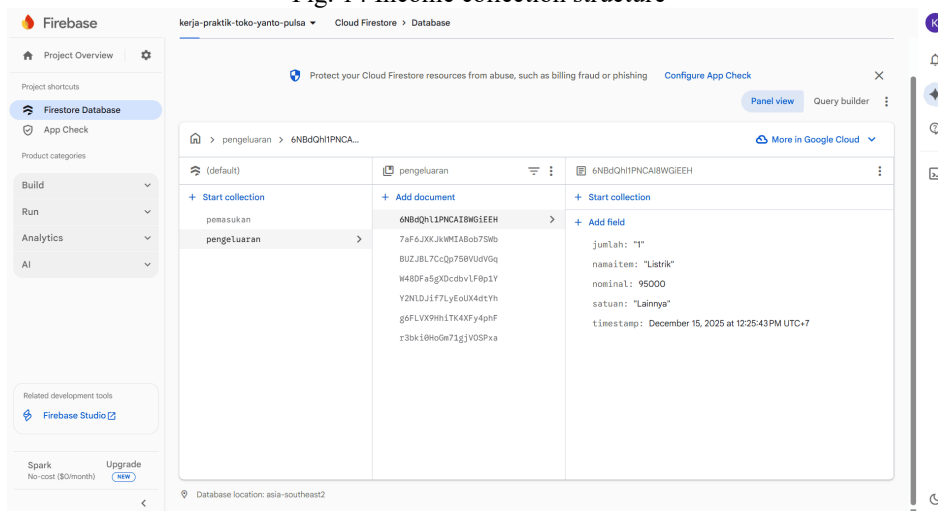 Fig. 14 Income collection structure
Firebase
kerja-praktik-toko-yanto-pulsa
Cloud Firestore > Database
Project Overview
Project shortcuts
Firestore Database
App Check
Product categories
Build
Run
Analytics
AI
Related development tools
Firebase Studio
Spark
No-cost ($0/month)
Upgrade
NEW
Protect your Cloud Firestore resources from abuse, such as billing fraud or phishing
Configure App Check
Panel view
Query builder
> pengeluaran > 6NBdQhl1PNCA...
More in Google Cloud
(default)
+ Start collection
pemasukan
pengeluaran
pengeluaran
+ Add document
6NBdQhl1PNCAI8WGiEEH
7aF6JXKJkWMIABob7SWb
BUZJBL7CcQp750VUdVGq
W48DFa5gXDcdbvlF0p1Y
Y2NlDJif7LyEoUX4dtYh
g6FLVX9HhiTK4XFy4phF
r3bki0HoGm71gjVOSPxa
6NBdQhl1PNCAI8WGiEEH
+ Start collection
+ Add field
jumlah: "1"
namaitem: "Listrik"
nominal: 95000
satuan: "Lainnya"
timestamp: December 15, 2025 at 12:25:43 PM UTC+7
Database location: asia-southeast2
K